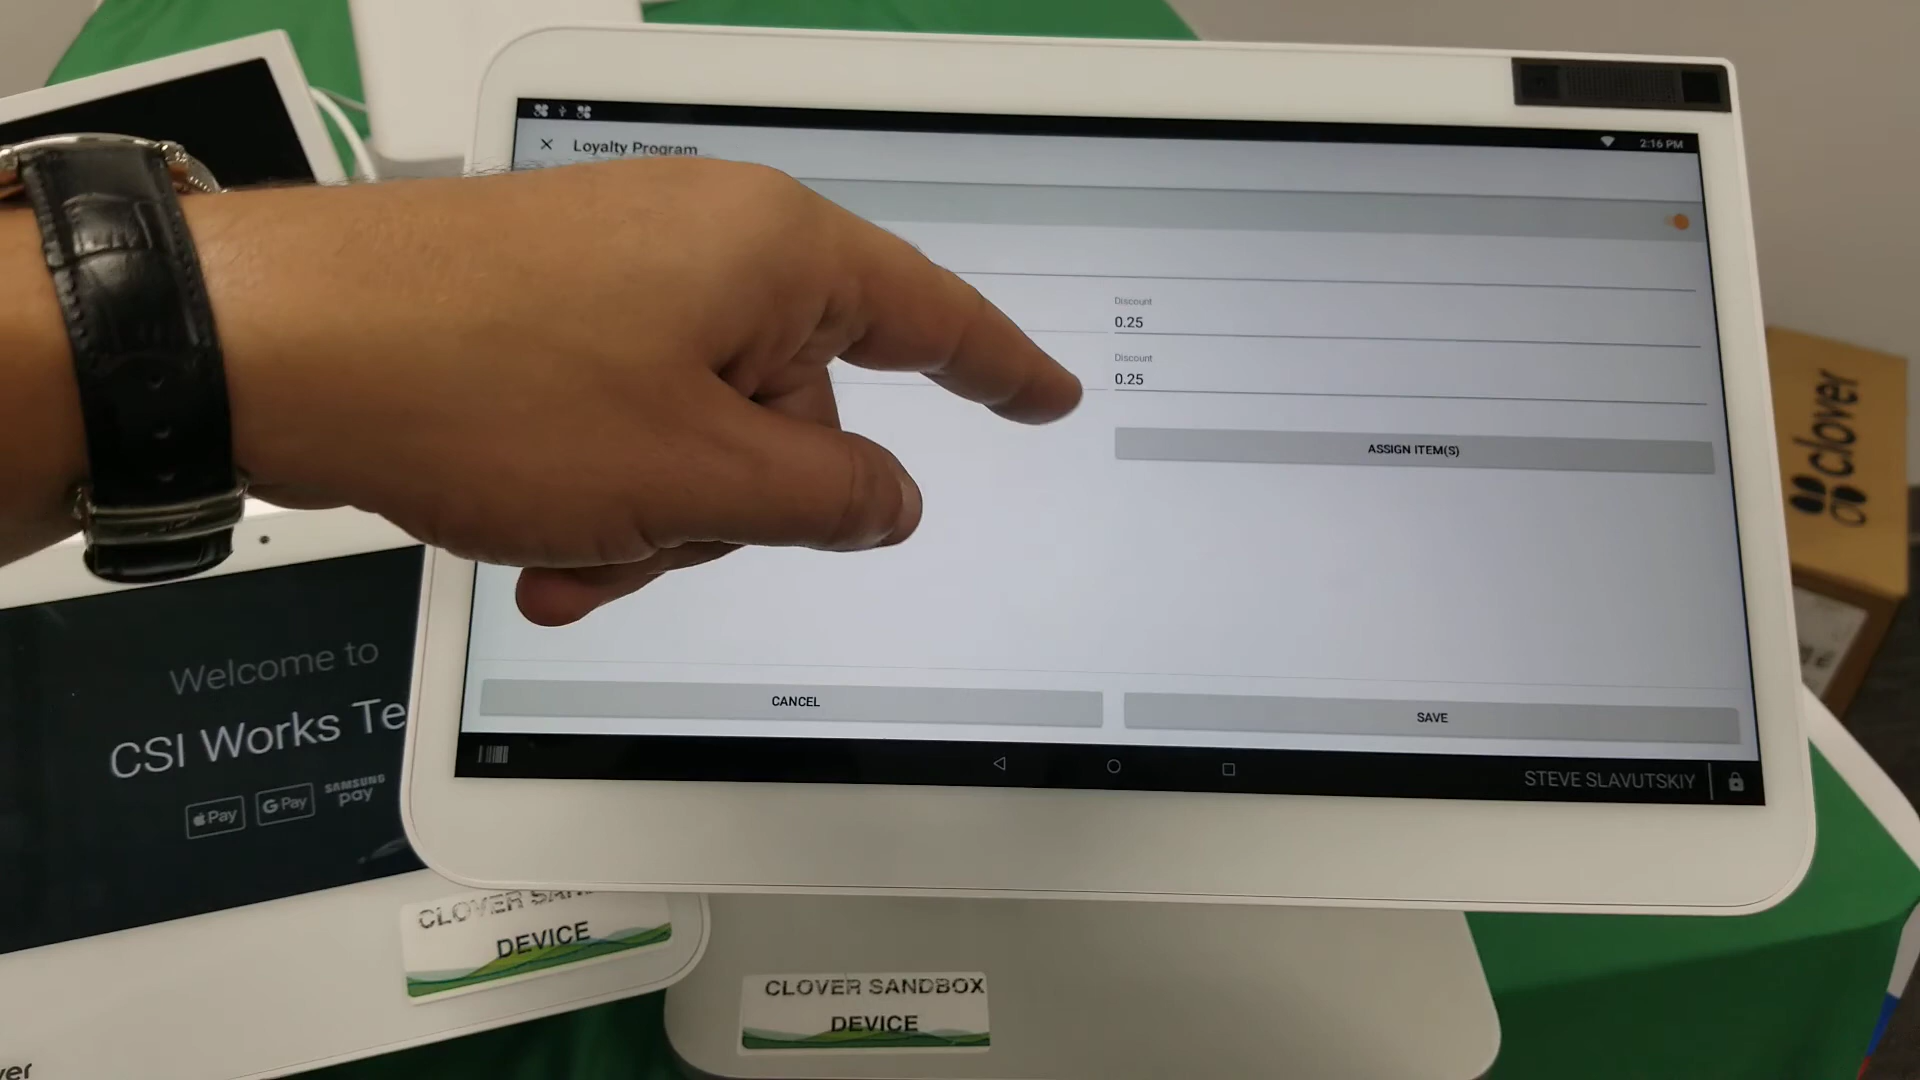 2:16 PM
Loyalty Program
Discount
0.25
Discount
0.25
ASSIGN ITEM(S)
CANCEL
SAVE
STEVE SLAVUTSKIY
clover
Welcome to
CSI Works Te
Pay
G Pay
SAMSUNG
pay
CLOVER
DEVICE
CLOVER SANDBOX
DEVICE
ver